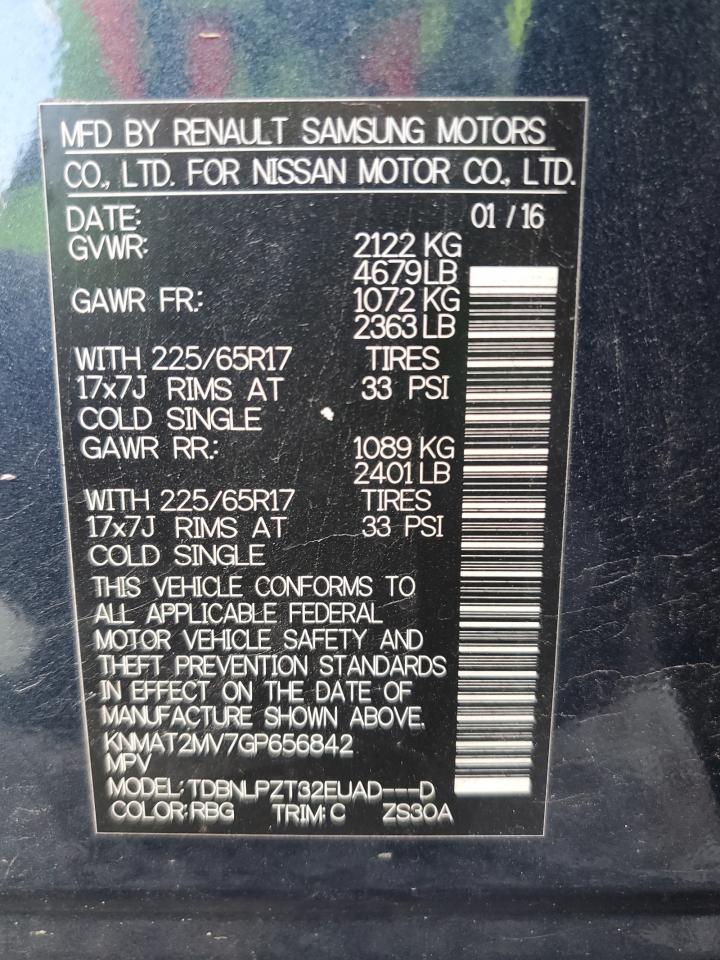 MFD BY RENAULT SAMSUNG MOTORS
CO., LTD. FOR NISSAN MOTOR CO., LTD.
DATE: 01 / 16
GVWR: 2122 KG
4679 LB
GAWR FR.: 1072 KG
2363 LB
WITH 225/65R17 TIRES
17x7J RIMS AT 33 PSI
COLD SINGLE
GAWR RR.: 1089 KG
2401 LB
WITH 225/65R17 TIRES
17x7J RIMS AT 33 PSI
COLD SINGLE
THIS VEHICLE CONFORMS TO
ALL APPLICABLE FEDERAL
MOTOR VEHICLE SAFETY AND
THEFT PREVENTION STANDARDS
IN EFFECT ON THE DATE OF
MANUFACTURE SHOWN ABOVE.
KNMAT2MV7GP656842
MPV
MODEL: TDBNLPZT32EUAD---D
COLOR: RBG TRIM: C ZS30A